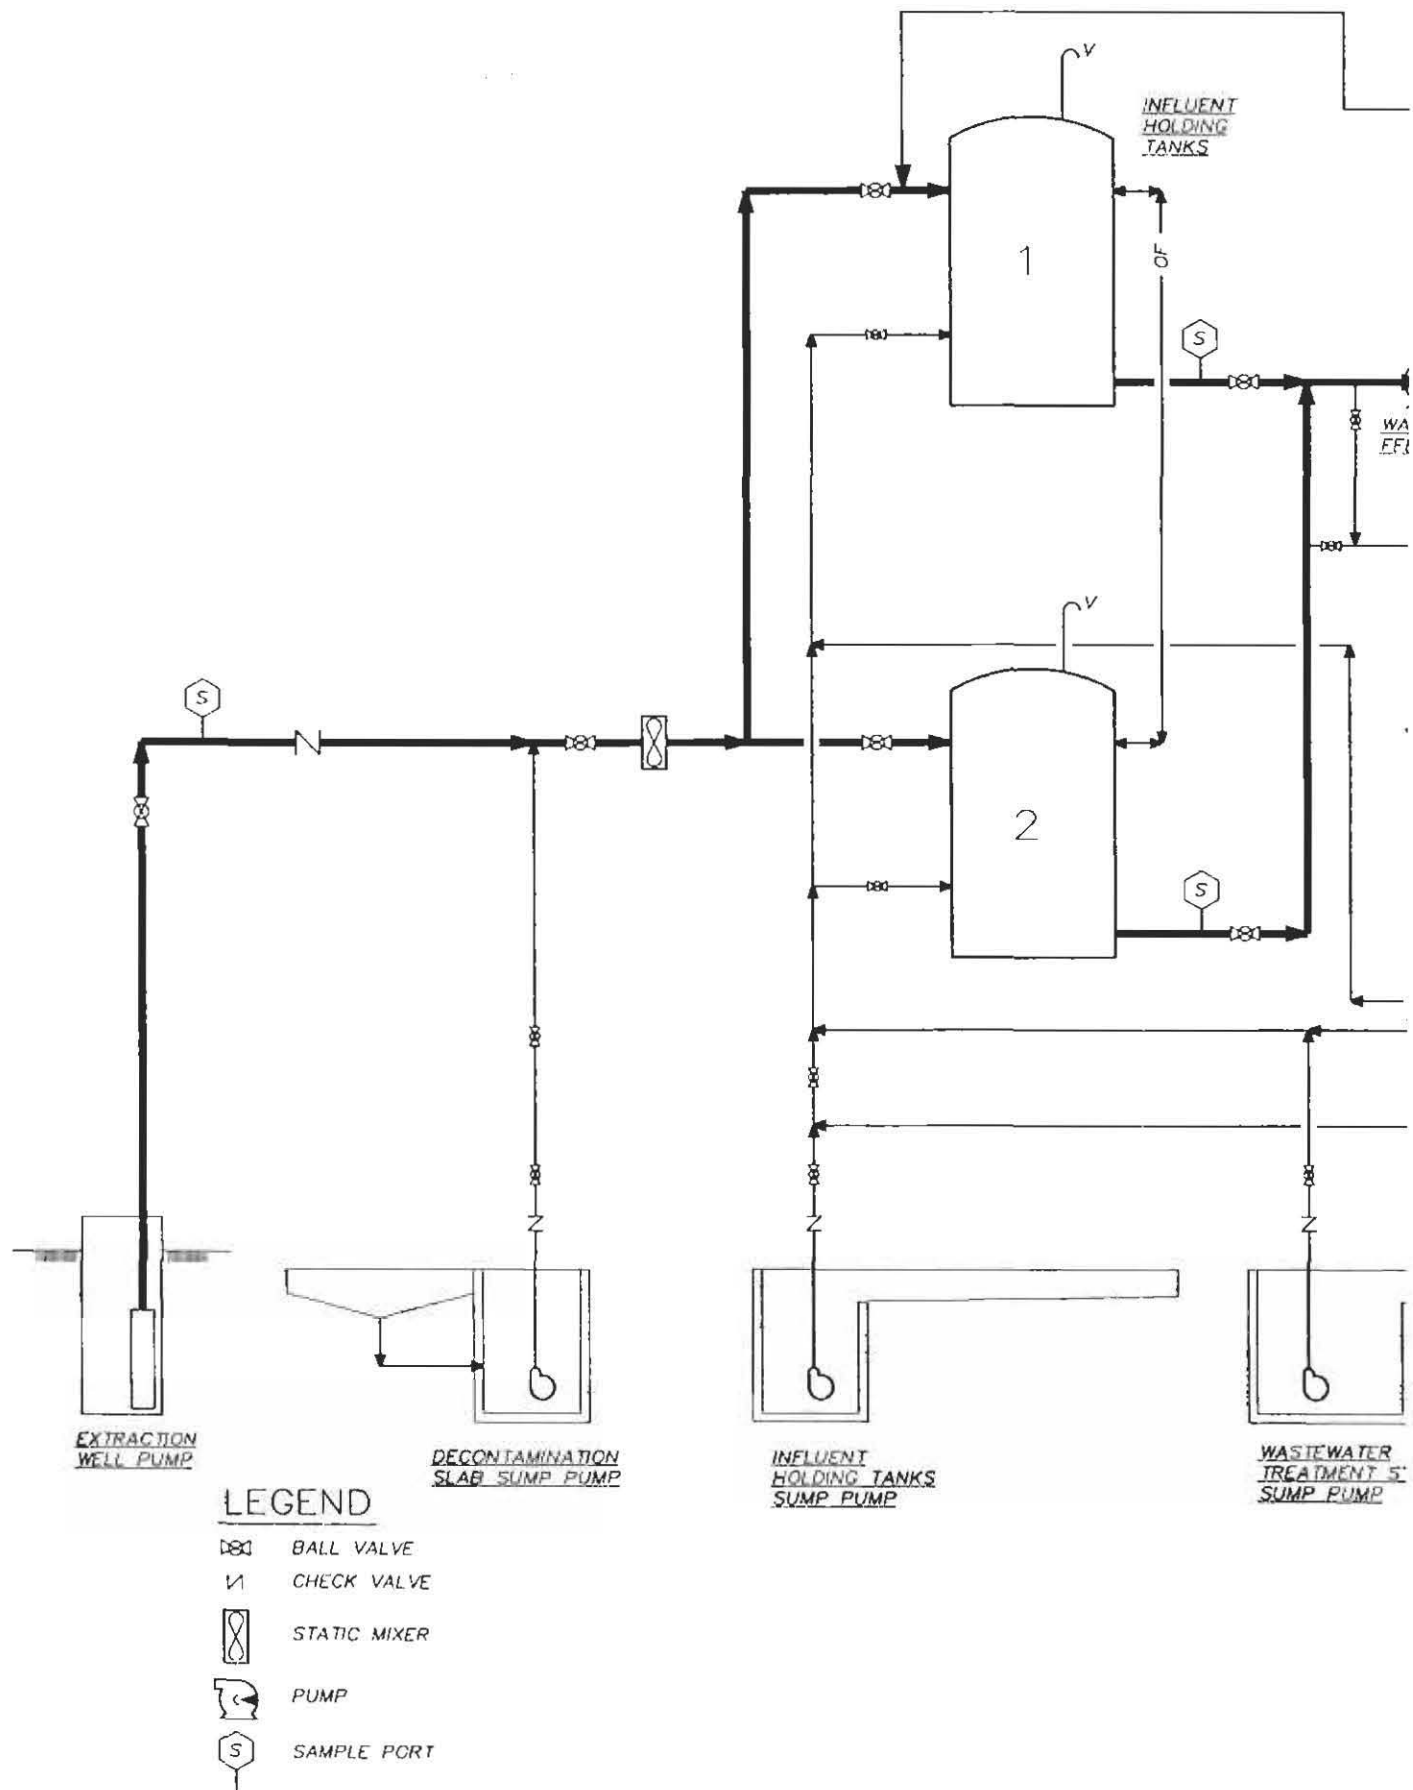 V
INFLUENT
HOLDING
TANKS
1
OF
S
V
S
2
S
EXTRACTION
WELL PUMP
DECONTAMINATION
SLAB SUMP PUMP
INFLUENT
HOLDING TANKS
SUMP PUMP
WASTEWATER
TREATMENT
SUMP PUMP
LEGEND
BALL VALVE
CHECK VALVE
STATIC MIXER
PUMP
S SAMPLE PORT